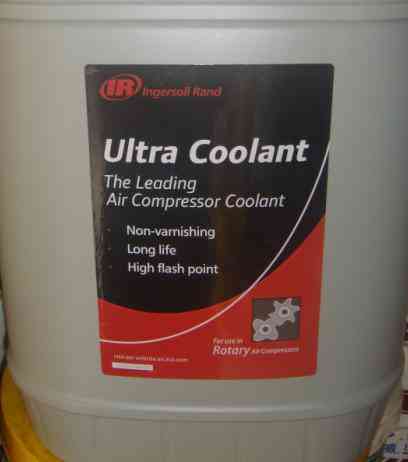 IR Ingersoll Rand
Ultra Coolant
The Leading
Air Compressor Coolant
Non-varnishing
Long life
High flash point
For use in
Rotary Air Compressors